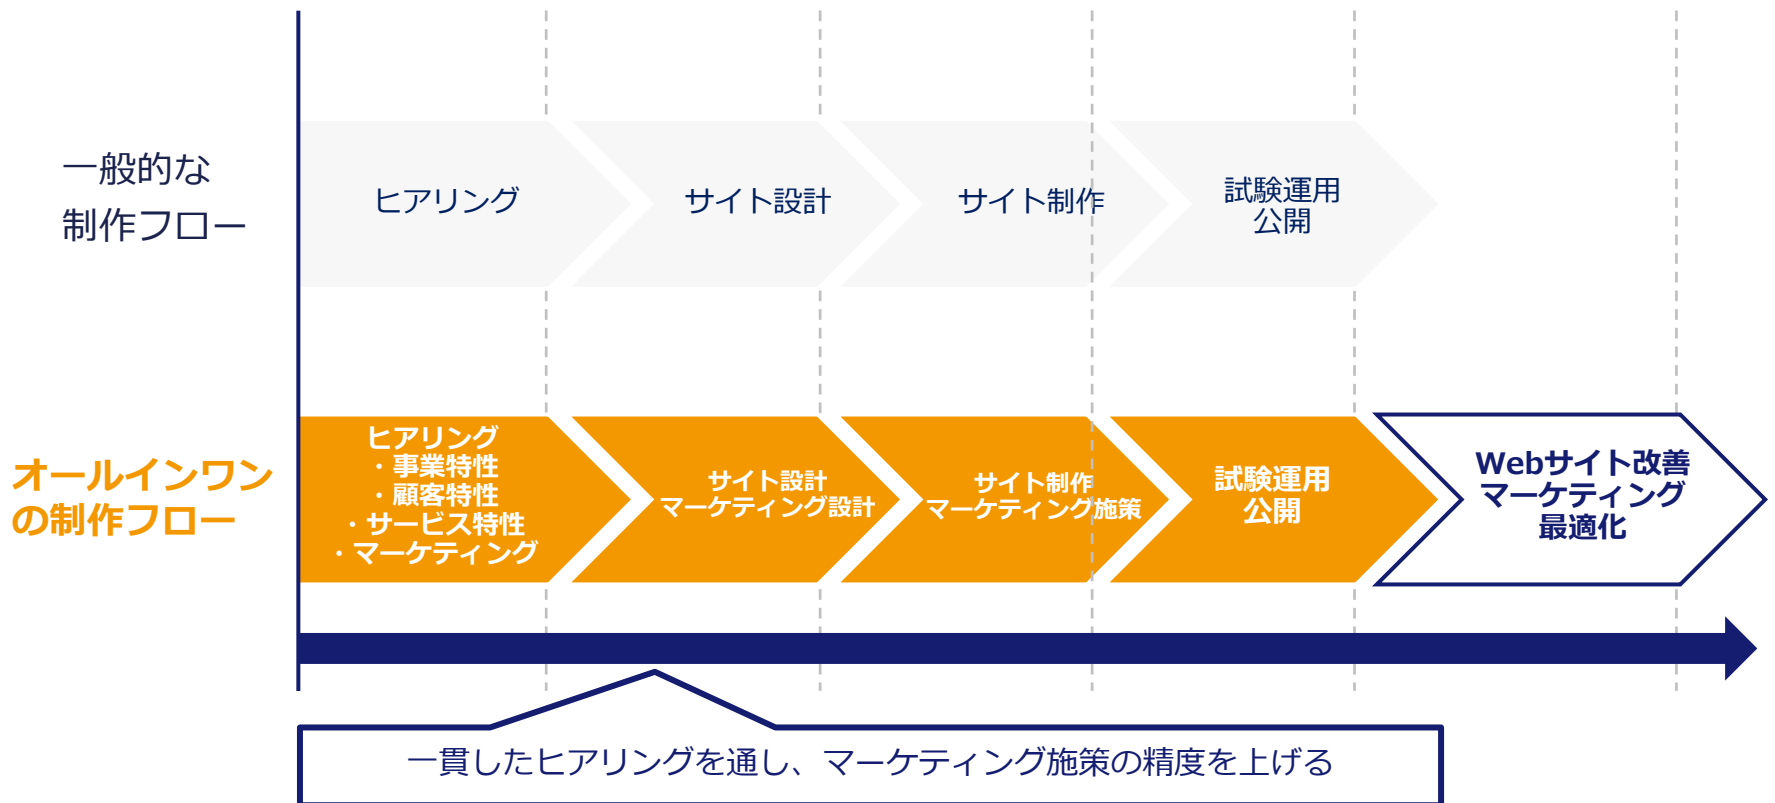 一般的な
制作フロー
ヒアリング
サイト設計
サイト制作
試験運用
公開
オールインワン
の制作フロー
ヒアリング
・事業特性
・顧客特性
・サービス特性
・マーケティング
サイト設計
マーケティング設計
サイト制作
マーケティング施策
試験運用
公開
Webサイト改善
マーケティング
最適化
一貫したヒアリングを通し、マーケティング施策の精度を上げる